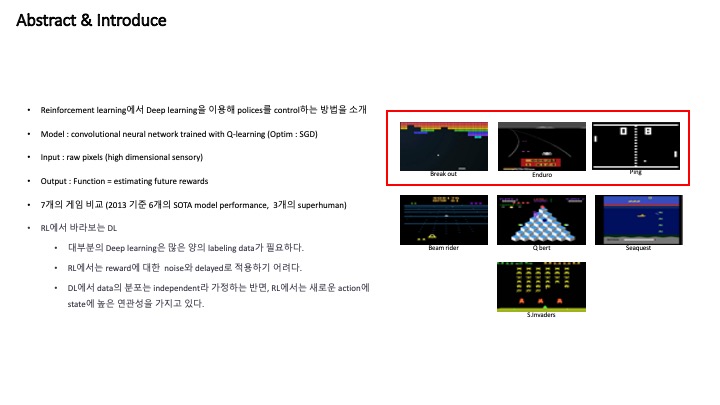 Abstract & Introduce
• Reinforcement learning에서 Deep learning을 이용해 polices를 control하는 방법을 소개
• Model : convolutional neural network trained with Q-learning (Optim : SGD)
• Input : raw pixels (high dimensional sensory)
• Output : Function = estimating future rewards
• 7개의 게임 비교 (2013 기준 6개의 SOTA model performance, 3개의 superhuman)
• RL에서 바라보는 DL
• 대부분의 Deep learning은 많은 양의 labeling data가 필요하다.
• RL에서는 reward에 대한 noise와 delayed로 적용하기 어려다.
• DL에서 data의 분포는 independent라 가정하는 반면, RL에서는 새로운 action에
state에 높은 연관성을 가지고 있다.
0 8
Break out
Enduro
Ping
Beam rider
Q bert
Seaquest
S.Invaders